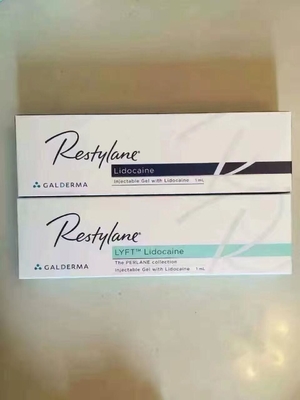 Restylane®
Lidocaine
Injectable Gel with Lidocaine 1 mL
GALDERMA
Restylane®
LYFT™ Lidocaine
The PERLANE collection
Injectable Gel with Lidocaine 1 mL
GALDERMA